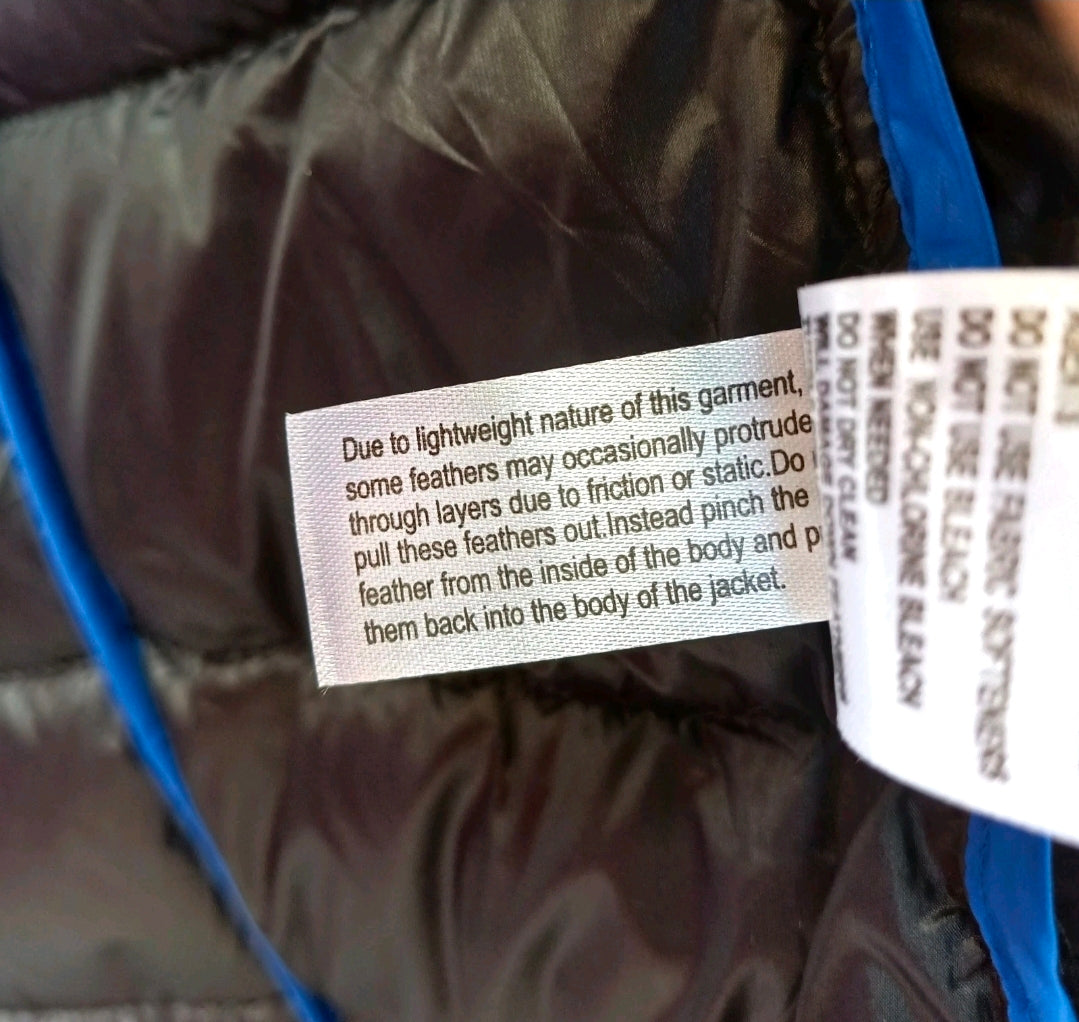 Due to lightweight nature of this garment,
some feathers may occasionally protrude
through layers due to friction or static.Do
pull these feathers out.Instead pinch the
feather from the inside of the body and
them back into the body of the jacket.
DO NOT USE FABRIC SOFTENERS
DO NOT USE BLEACH
USE NON-CHLORINE BLEACH
WHEN NEEDED
DO NOT DRY CLEAN
WILL DAMAGE DOWN